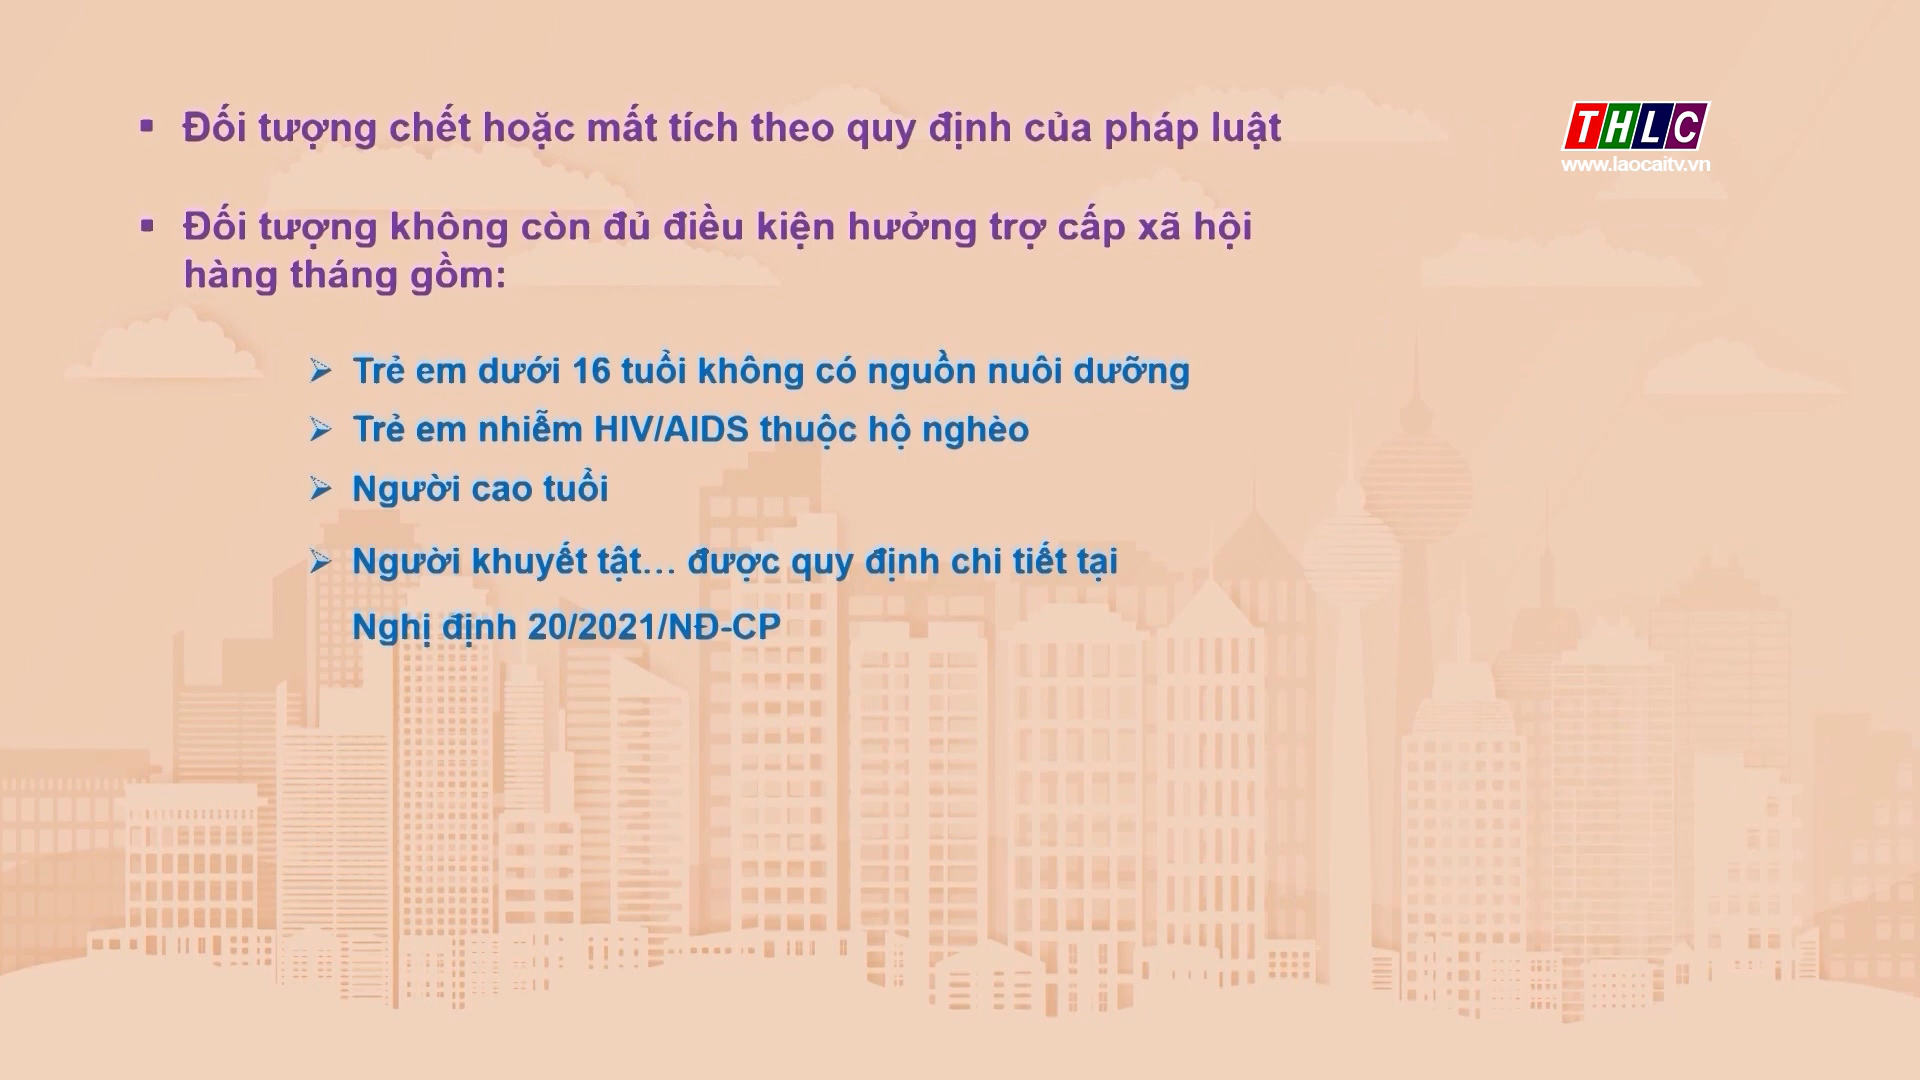 Đối tượng chết hoặc mất tích theo quy định của pháp luật
THLC
www.laocaitv.vn
Đối tượng không còn đủ điều kiện hưởng trợ cấp xã hội
hàng tháng gồm:
Trẻ em dưới 16 tuổi không có nguồn nuôi dưỡng
Trẻ em nhiễm HIV/AIDS thuộc hộ nghèo
Người cao tuổi
Người khuyết tật... được quy định chi tiết tại
Nghị định 20/2021/NĐ-CP